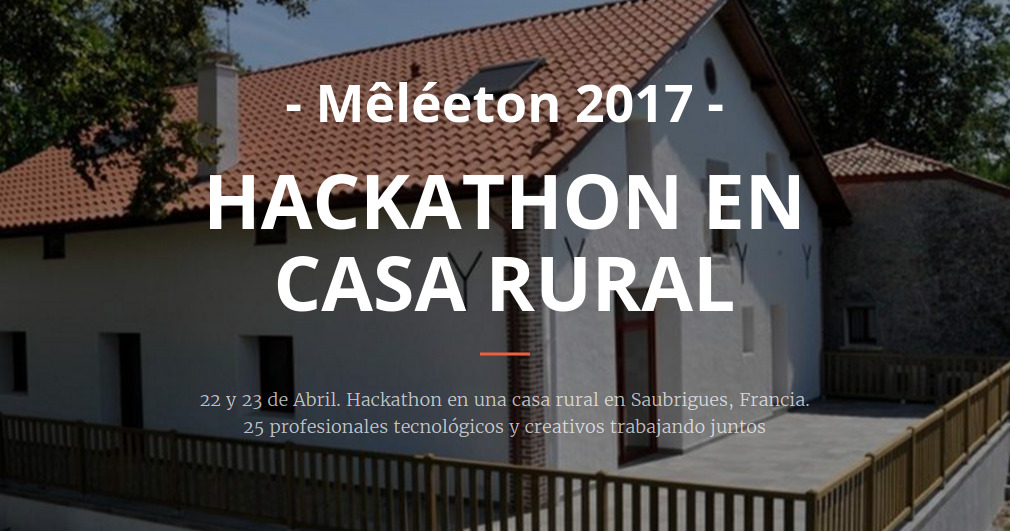 - Mêléeton 2017 -
HACKATHON EN
CASA RURAL
22 y 23 de Abril. Hackathon en una casa rural en Saubrigues, Francia.
25 profesionales tecnológicos y creativos trabajando juntos